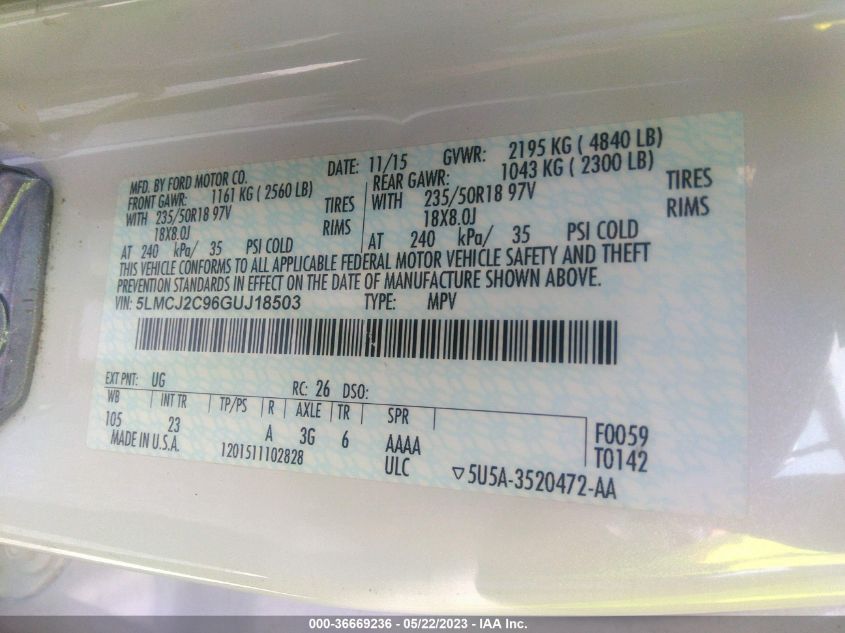 MFD. BY FORD MOTOR CO. DATE: 11/15 GVWR: 2195 KG ( 4840 LB)
FRONT GAWR: 1161 KG ( 2560 LB) REAR GAWR: 1043 KG ( 2300 LB)
WITH 235/50R18 97V TIRES WITH 235/50R18 97V TIRES
18X8.0J RIMS 18X8.0J RIMS
AT 240 kPa/ 35 PSI COLD AT 240 kPa/ 35 PSI COLD
THIS VEHICLE CONFORMS TO ALL APPLICABLE FEDERAL MOTOR VEHICLE SAFETY AND THEFT
PREVENTION STANDARDS IN EFFECT ON THE DATE OF MANUFACTURE SHOWN ABOVE.
VIN: 5LMCJ2C96GUJ18503 TYPE: MPV
EXT PNT: UG RC: 26 DSO:
WB INT TR TP/PS R AXLE TR SPR
105 23 A 3G 6 AAAA F0059
MADE IN U.S.A. 1201511102828 ULC T0142
▽5U5A-3520472-AA
000-36669236 - 05/22/2023 - IAA Inc.